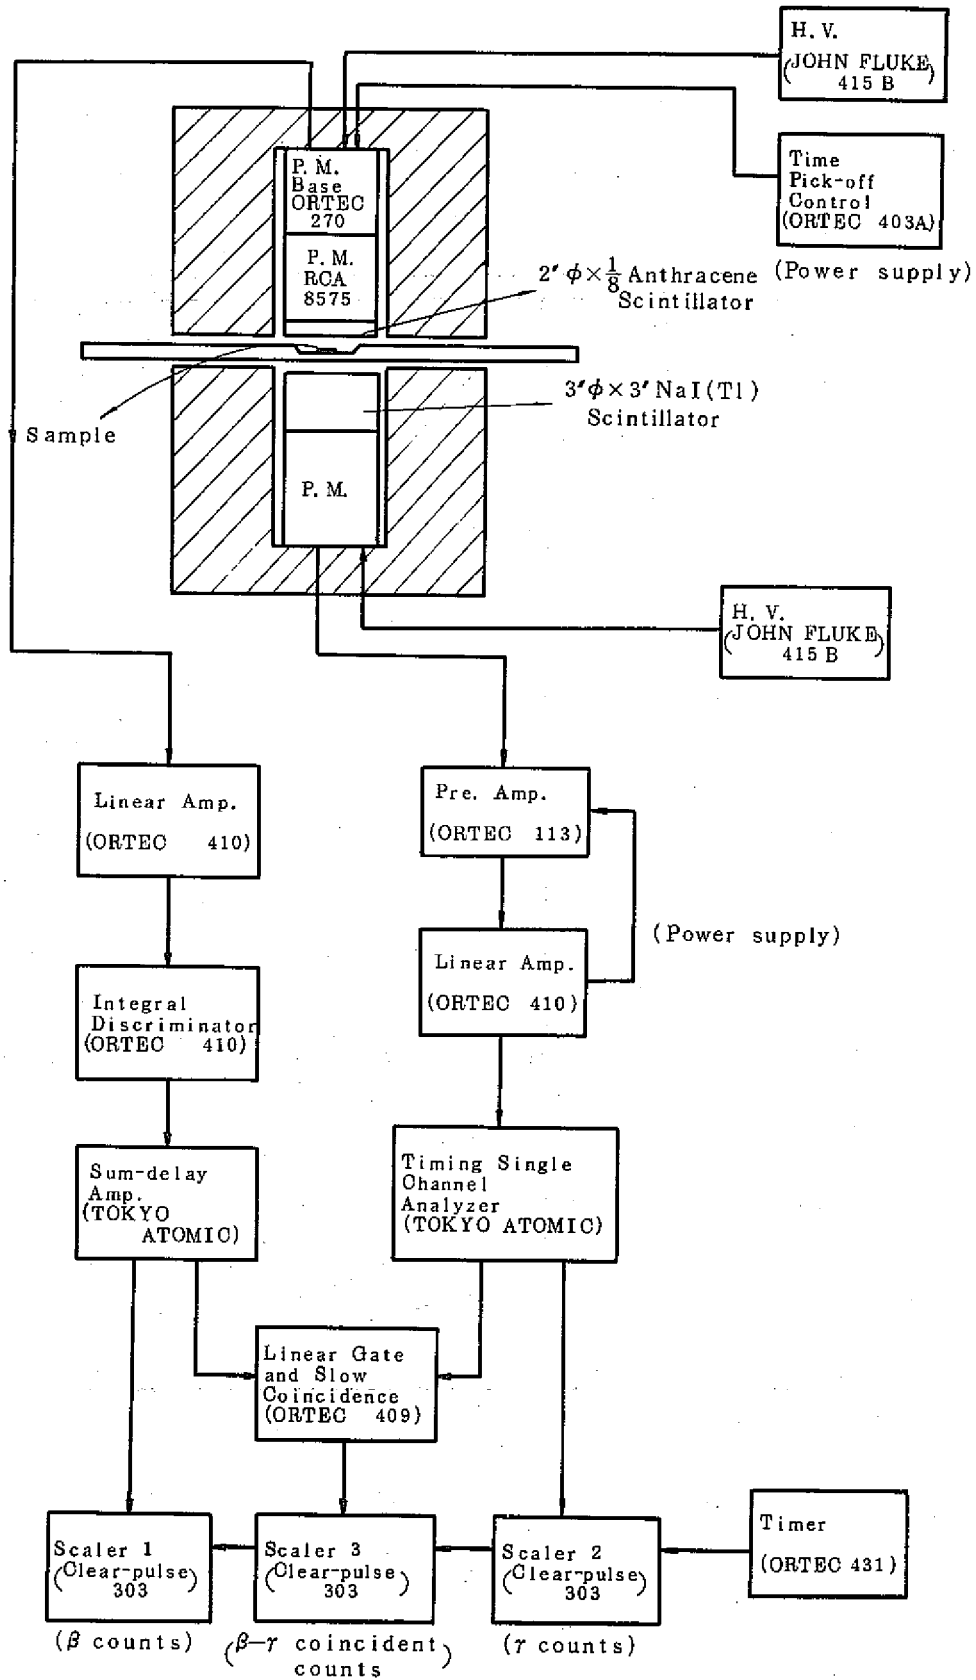 H. V.
(JOHN FLUKE)
415 B
Time
Pick-off
Control
(ORTEC 403A)
(Power supply)
P. M.
Base
ORTEC
270
P. M.
RCA
8575
2″ φ × 1/8 Anthracene
Scintillator
Sample
3″ φ × 3″ NaI(Tl)
Scintillator
P. M.
H. V.
(JOHN FLUKE)
415 B
Linear Amp.
(ORTEC 410)
Pre. Amp.
(ORTEC 113)
(Power supply)
Linear Amp.
(ORTEC 410)
Integral
Discriminator
(ORTEC 410)
Sum-delay
Amp.
(TOKYO
ATOMIC)
Timing Single
Channel
Analyzer
(TOKYO ATOMIC)
Linear Gate
and Slow
Coincidence
(ORTEC 409)
Scaler 1
(Clear-pulse)
303
(β counts)
Scaler 3
(Clear-pulse)
303
(β-γ coincident)
counts
Scaler 2
(Clear-pulse)
303
(γ counts)
Timer
(ORTEC 431)